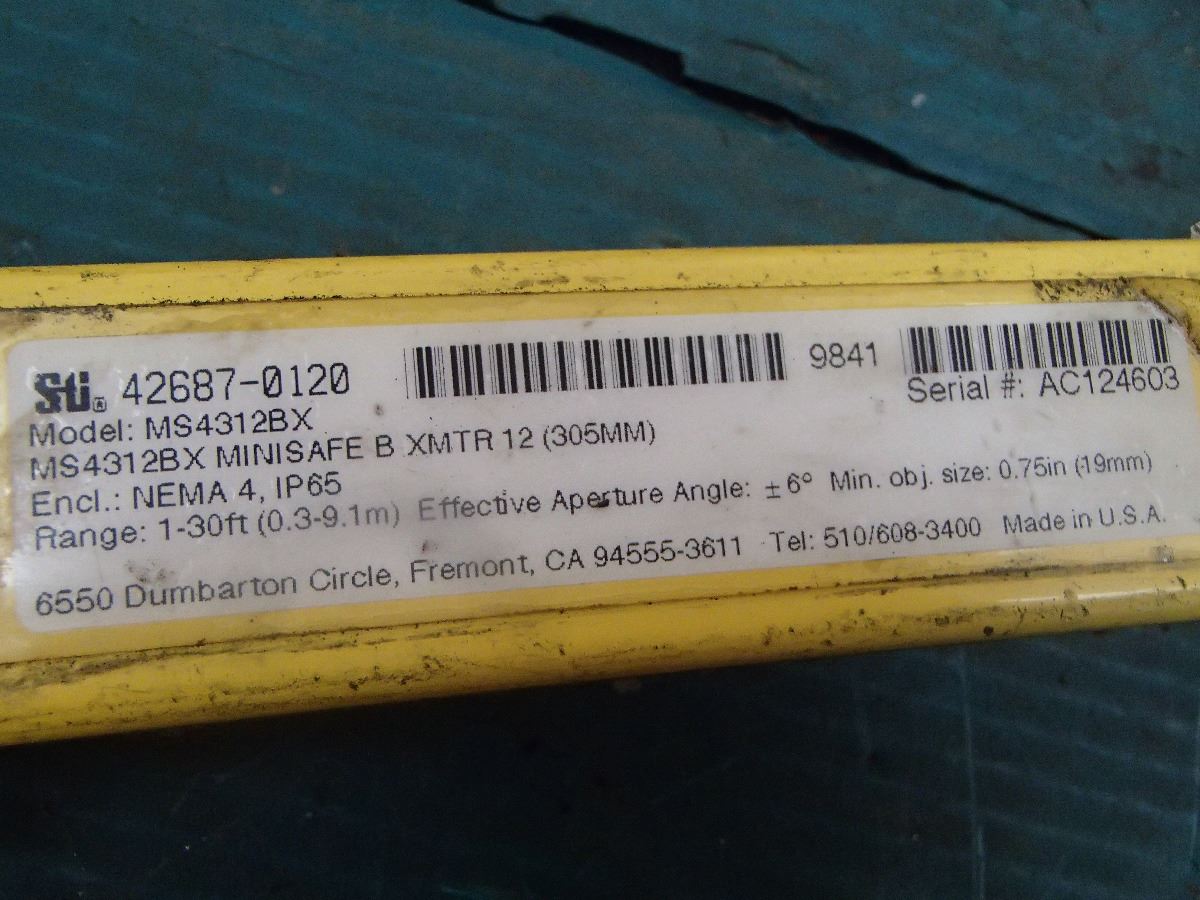 STi® 42687-0120 9841
Serial #: AC124603
Model: MS4312BX
MS4312BX MINISAFE B XMTR 12 (305MM)
Encl.: NEMA 4, IP65
Range: 1-30ft (0.3-9.1m) Effective Aperture Angle: ±6° Min. obj. size: 0.75in (19mm)
6550 Dumbarton Circle, Fremont, CA 94555-3611 Tel: 510/608-3400 Made in U.S.A.